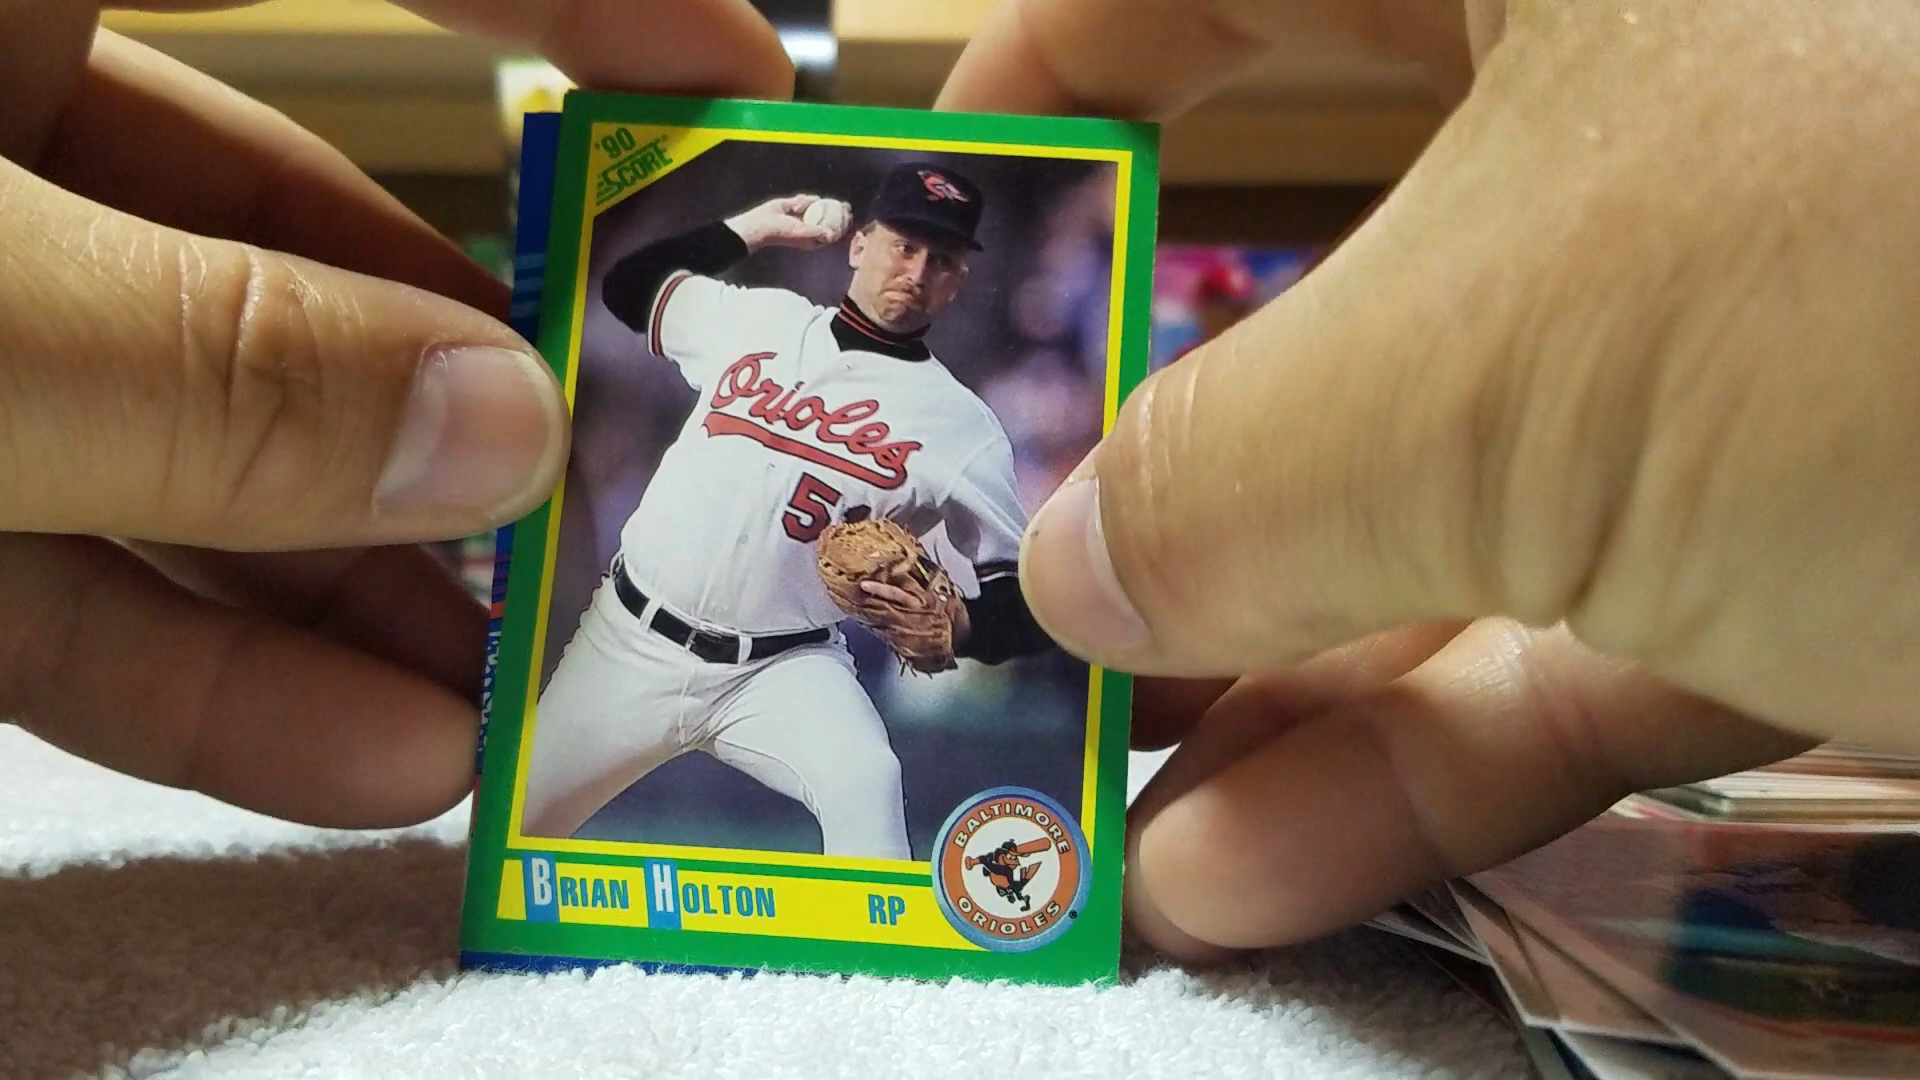 '90
SCORE
Orioles
5
BRIAN HOLTON RP
BALTIMORE
ORIOLES